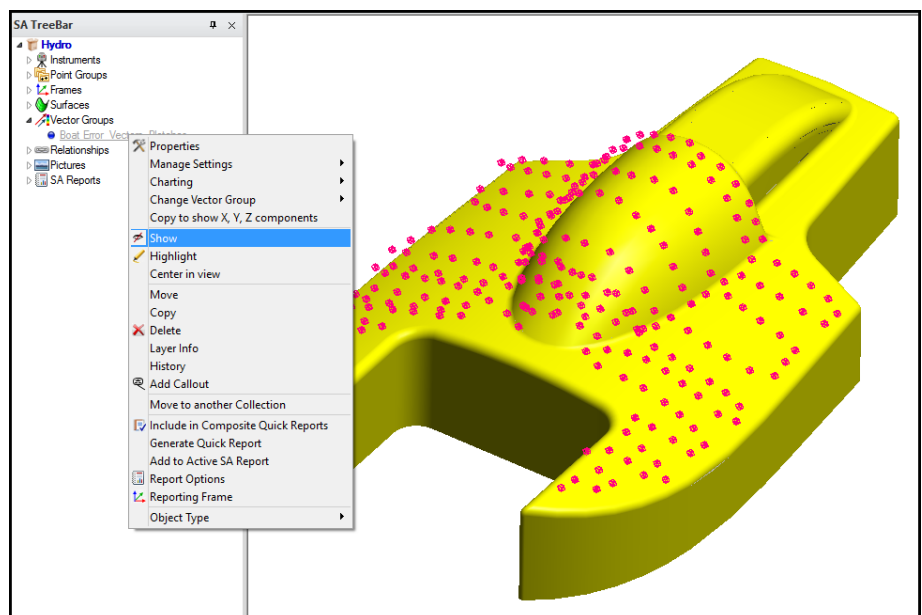 SA TreeBar
Hydro
Instruments
Point Groups
Frames
Surfaces
Vector Groups
Boat Error Vectors
Relationships
Pictures
SA Reports
Properties
Manage Settings
Charting
Change Vector Group
Copy to show X, Y, Z components
Show
Highlight
Center in view
Move
Copy
Delete
Layer Info
History
Add Callout
Move to another Collection
Include in Composite Quick Reports
Generate Quick Report
Add to Active SA Report
Report Options
Reporting Frame
Object Type